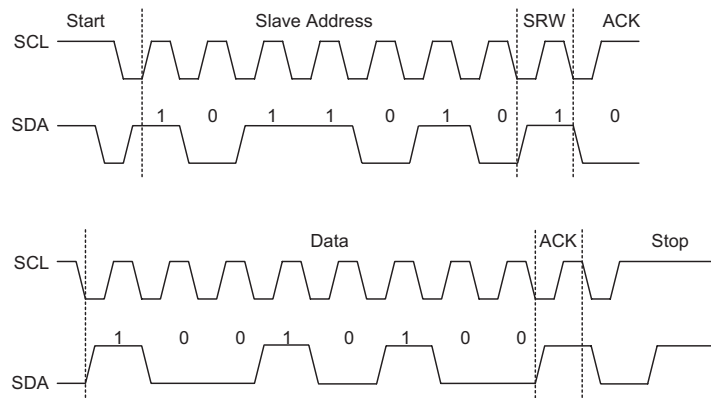 Start Slave Address SRW ACK
SCL
1 0 1 1 0 1 0 1 0
SDA
Data ACK Stop
SCL
1 0 0 1 0 1 0 0
SDA